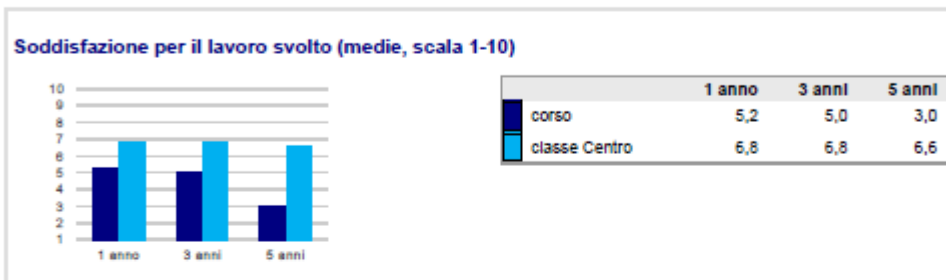 Soddisfazione per il lavoro svolto (medie, scala 1-10)
10
9
8
7
6
5
4
3
2
1
1 anno 3 anni 5 anni
1 anno 3 anni 5 anni
corso 5,2 5,0 3,0
classe Centro 6,8 6,8 6,6